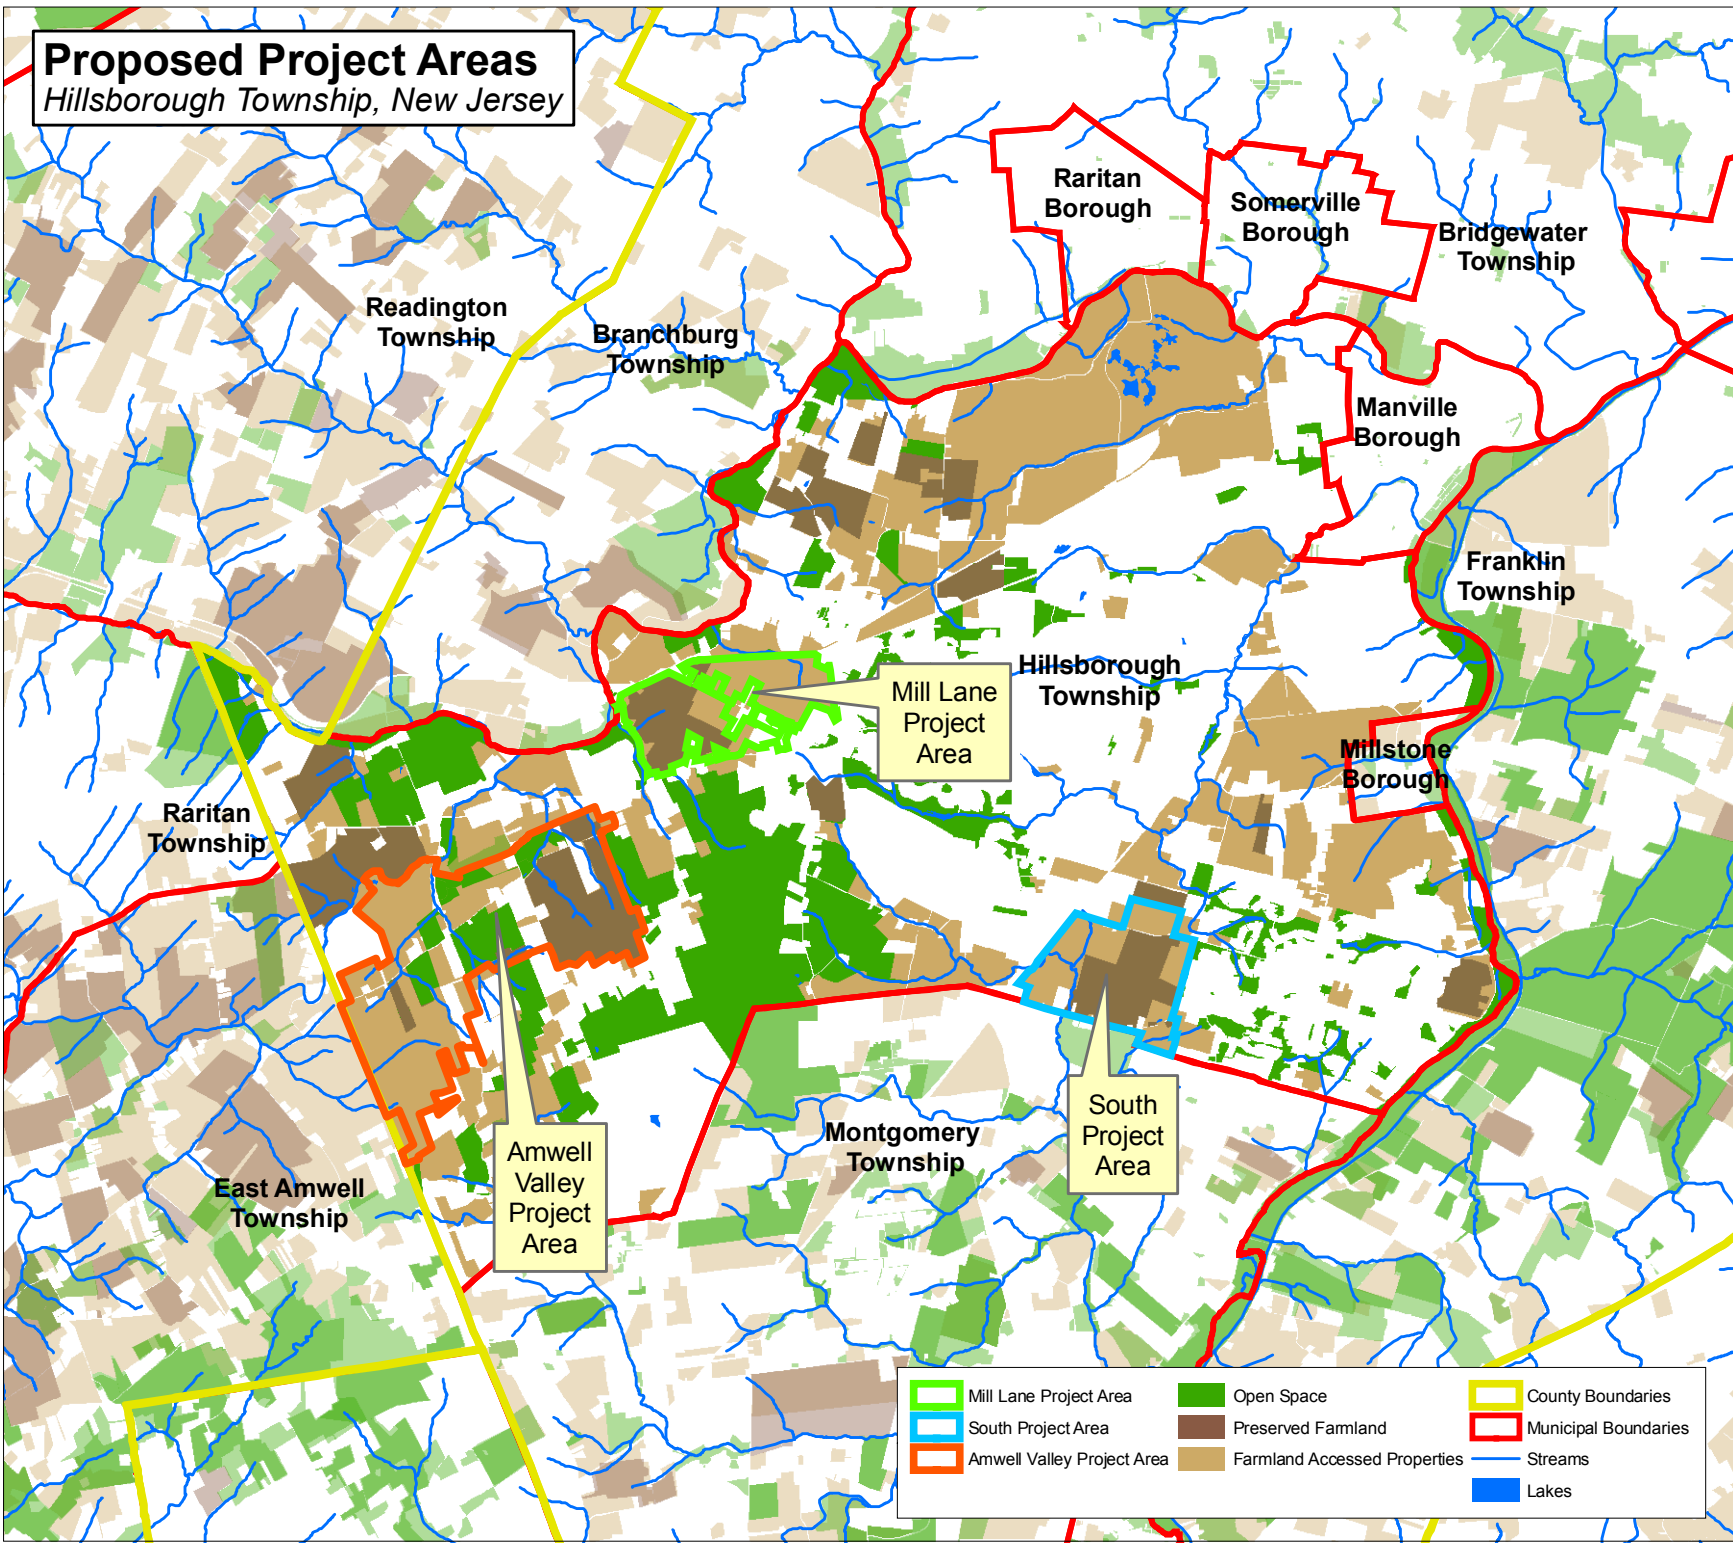 Proposed Project Areas
Hillsborough Township, New Jersey
Raritan
Borough
Somerville
Borough
Bridgewater
Township
Readington
Township
Branchburg
Township
Manville
Borough
Franklin
Township
Hillsborough
Township
Mill Lane
Project
Area
Millstone
Borough
Raritan
Township
South
Project
Area
Montgomery
Township
Amwell
Valley
Project
Area
East Amwell
Township
Mill Lane Project Area
South Project Area
Amwell Valley Project Area
Open Space
Preserved Farmland
Farmland Accessed Properties
County Boundaries
Municipal Boundaries
Streams
Lakes